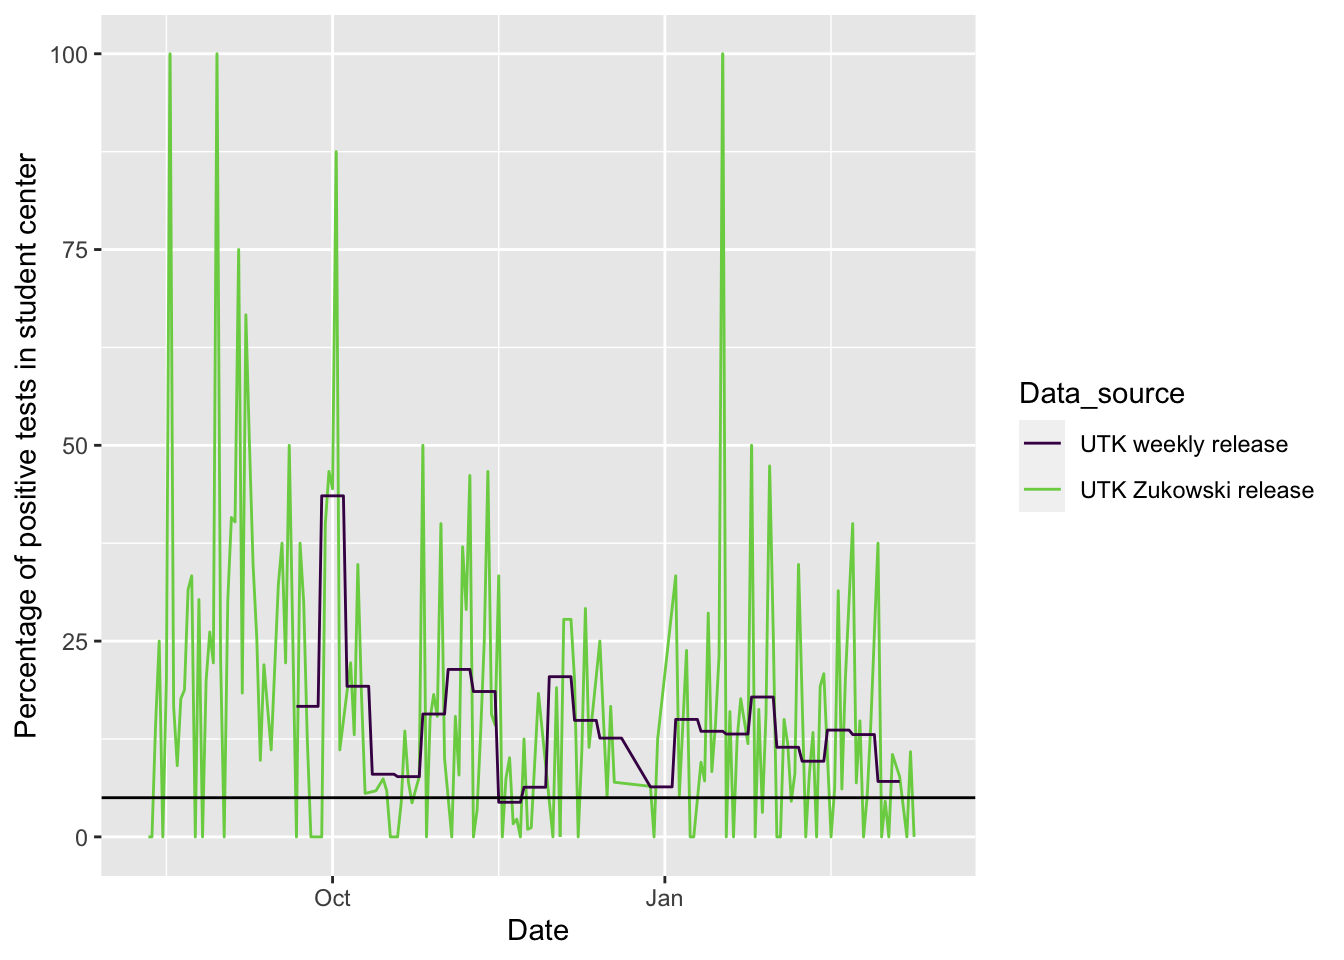 Percentage of positive tests in student center
100
75
50
25
0
Oct
Jan
Date
Data_source
UTK weekly release
UTK Zukowski release